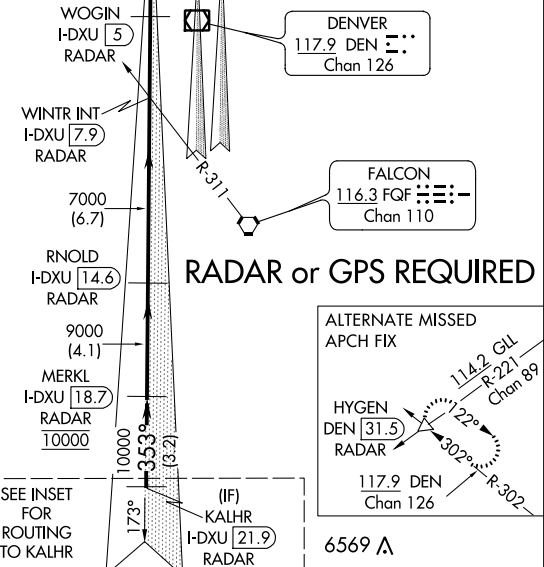 WOGIN
I-DXU 5
RADAR
DENVER
117.9 DEN
Chan 126
WINTR INT
I-DXU 7.9
RADAR
R-311
FALCON
116.3 FQF
Chan 110
7000
(6.7)
RNOLD
I-DXU 14.6
RADAR
RADAR or GPS REQUIRED
9000
(4.1)
MERKL
I-DXU 18.7
RADAR
10000
10000
353°
(3.2)
ALTERNATE MISSED
APCH FIX
114.2 GLL
R-221
Chan 89
HYGEN
DEN 31.5
RADAR
122°
302°
R-302
117.9 DEN
Chan 126
SEE INSET
FOR
ROUTING
TO KALHR
173°
(IF)
KALHR
I-DXU 21.9
RADAR
6569